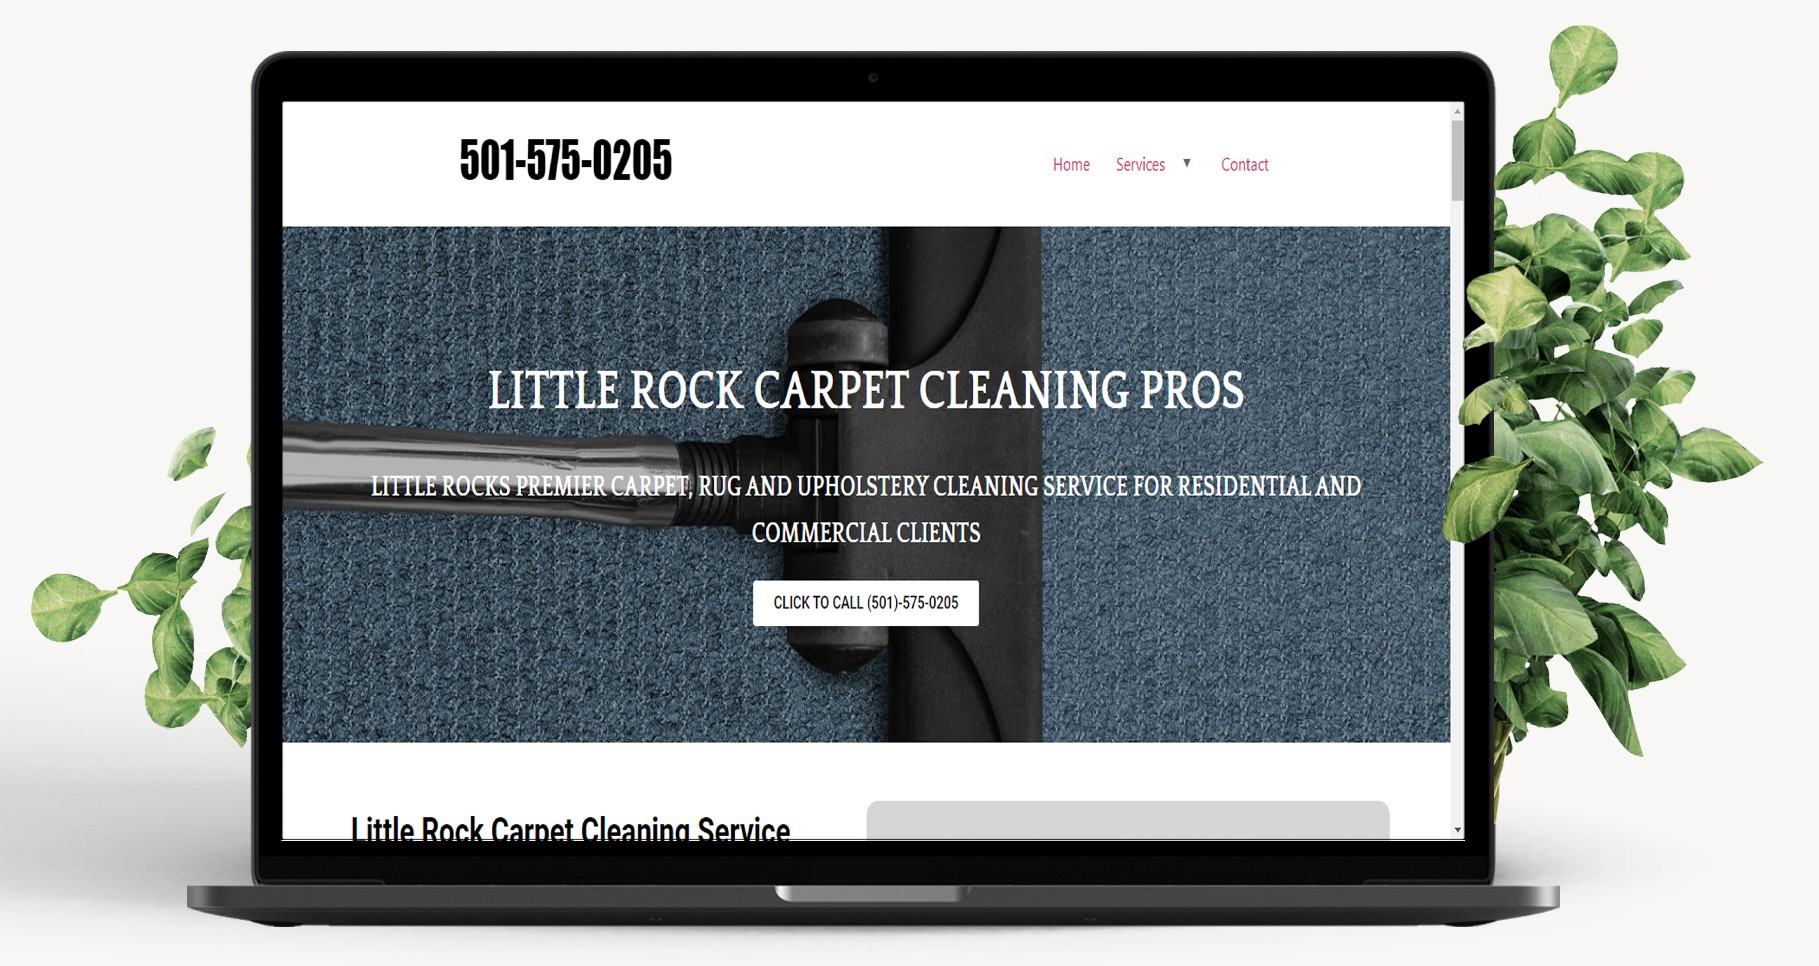 501-575-0205
Home Services Contact
LITTLE ROCK CARPET CLEANING PROS
LITTLE ROCKS PREMIER CARPET, RUG AND UPHOLSTERY CLEANING SERVICE FOR RESIDENTIAL AND
COMMERCIAL CLIENTS
CLICK TO CALL (501)-575-0205
Little Rock Carpet Cleaning Service